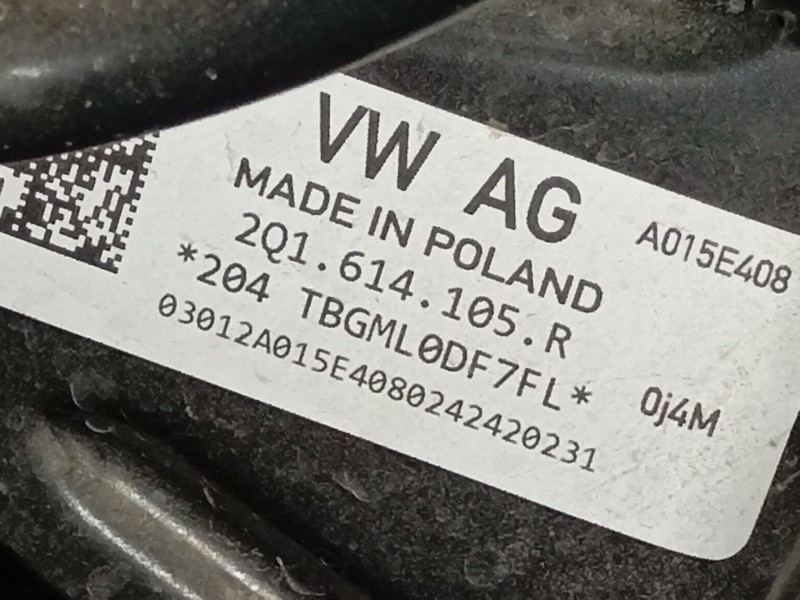 VW AG
MADE IN POLAND
A015E408
2Q1.614.105.R
*204 TBGML0DF7FL*
0j4M
03012A015E4080242420231